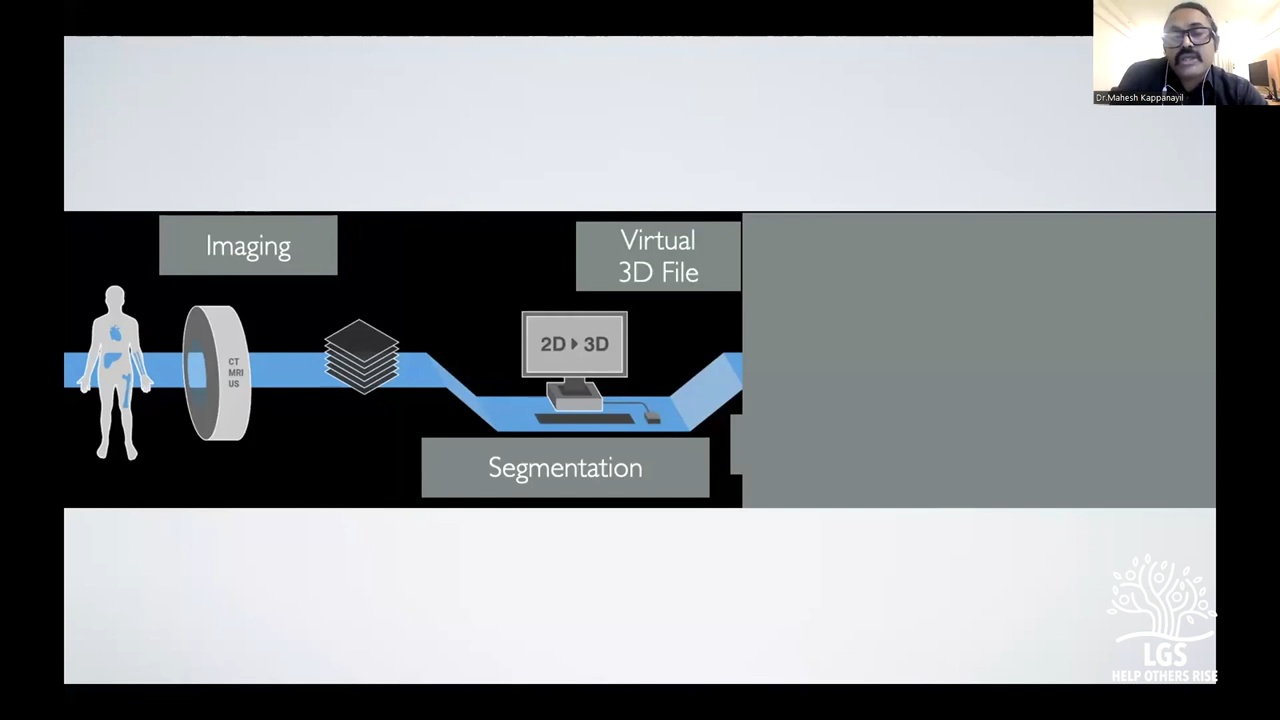 Dr.Mahesh Kappanayil
Imaging
Virtual
3D File
CT
MRI
US
2D
3D
Segmentation
LGS
HELP OTHERS RISE